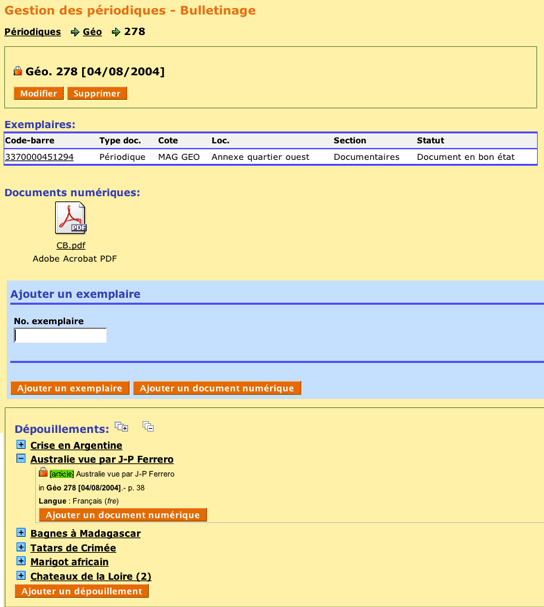 Gestion des périodiques - Bulletinage
Périodiques Géo 278
Géo. 278 [04/08/2004]
Modifier Supprimer
Exemplaires:
Code-barre Type doc. Cote Loc. Section Statut
3370000451294 Périodique MAG GEO Annexe quartier ouest Documentaires Document en bon état
Documents numériques:
PDF
CB.pdf
Adobe Acrobat PDF
Ajouter un exemplaire
No. exemplaire
Ajouter un exemplaire Ajouter un document numérique
Dépouillements:
Crise en Argentine
Australie vue par J-P Ferrero
[article] Australie vue par J-P Ferrero
in Géo 278 [04/08/2004].- p. 38
Langue : Français (fre)
Ajouter un document numérique
Bagnes à Madagascar
Tatars de Crimée
Marigot africain
Chateaux de la Loire (2)
Ajouter un dépouillement